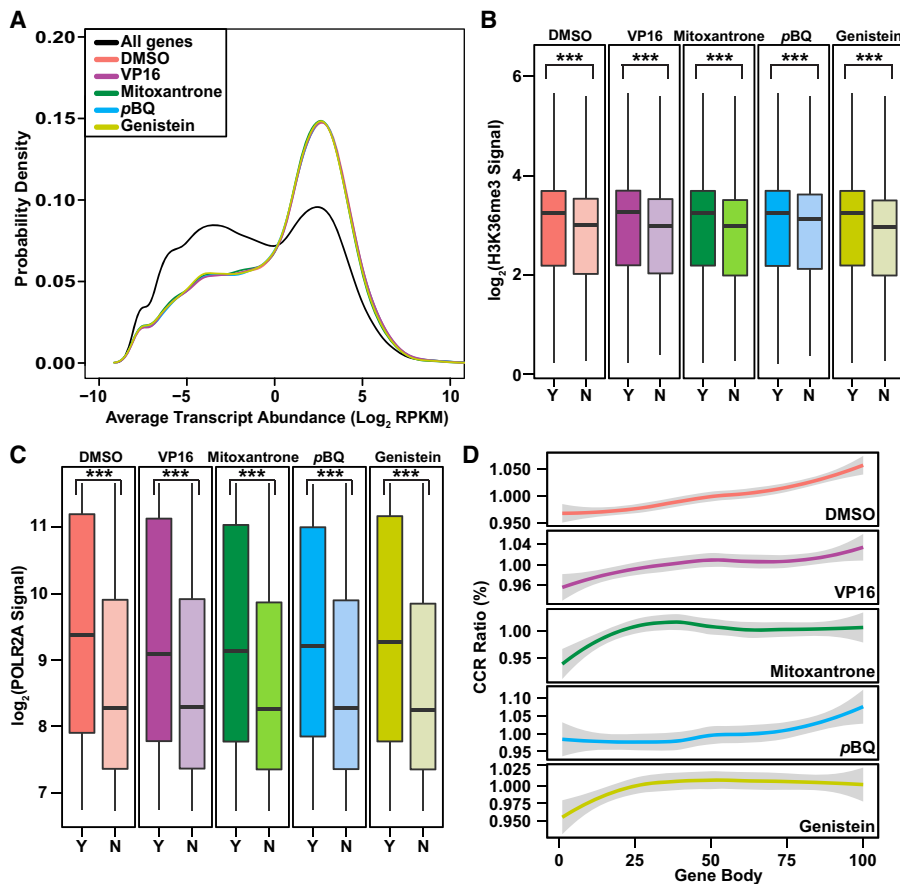 A
0.20
0.15
0.10
0.05
0.00
Probability Density
All genes
DMSO
VP16
Mitoxantrone
pBQ
Genistein
−10 −5 0 5 10
Average Transcript Abundance (Log2 RPKM)
B
DMSO VP16 Mitoxantrone pBQ Genistein
*** *** *** *** ***
6
4
2
0
log2(H3K36me3 Signal)
Y N Y N Y N Y N Y N
C
DMSO VP16 Mitoxantrone pBQ Genistein
*** *** *** *** ***
11
10
9
8
7
log2(POLR2A Signal)
Y N Y N Y N Y N Y N
D
CCR Ratio (%)
1.050
1.000
0.950
DMSO
1.04
0.96
VP16
1.00
0.95
Mitoxantrone
1.10
1.05
1.00
0.95
pBQ
1.025
1.000
0.975
0.950
Genistein
0 25 50 75 100
Gene Body